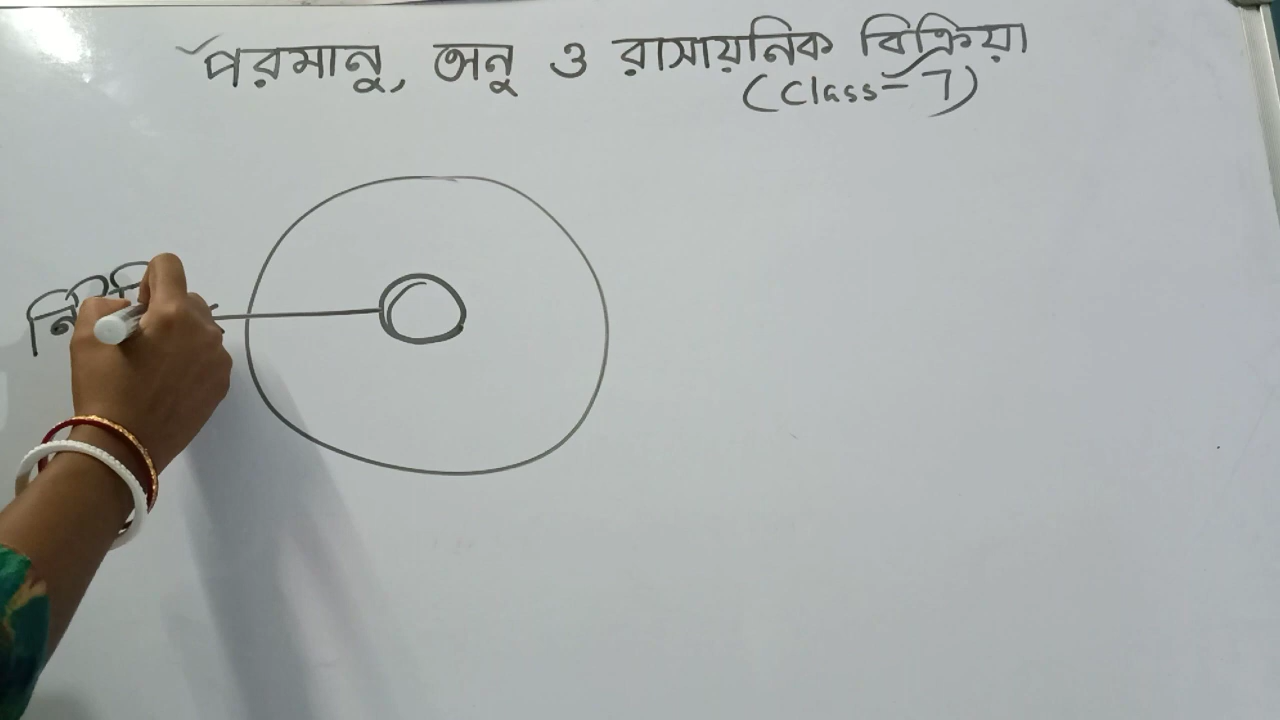 পরমানু, অনু ও রাসায়নিক বিক্রিয়া
(Class-7)